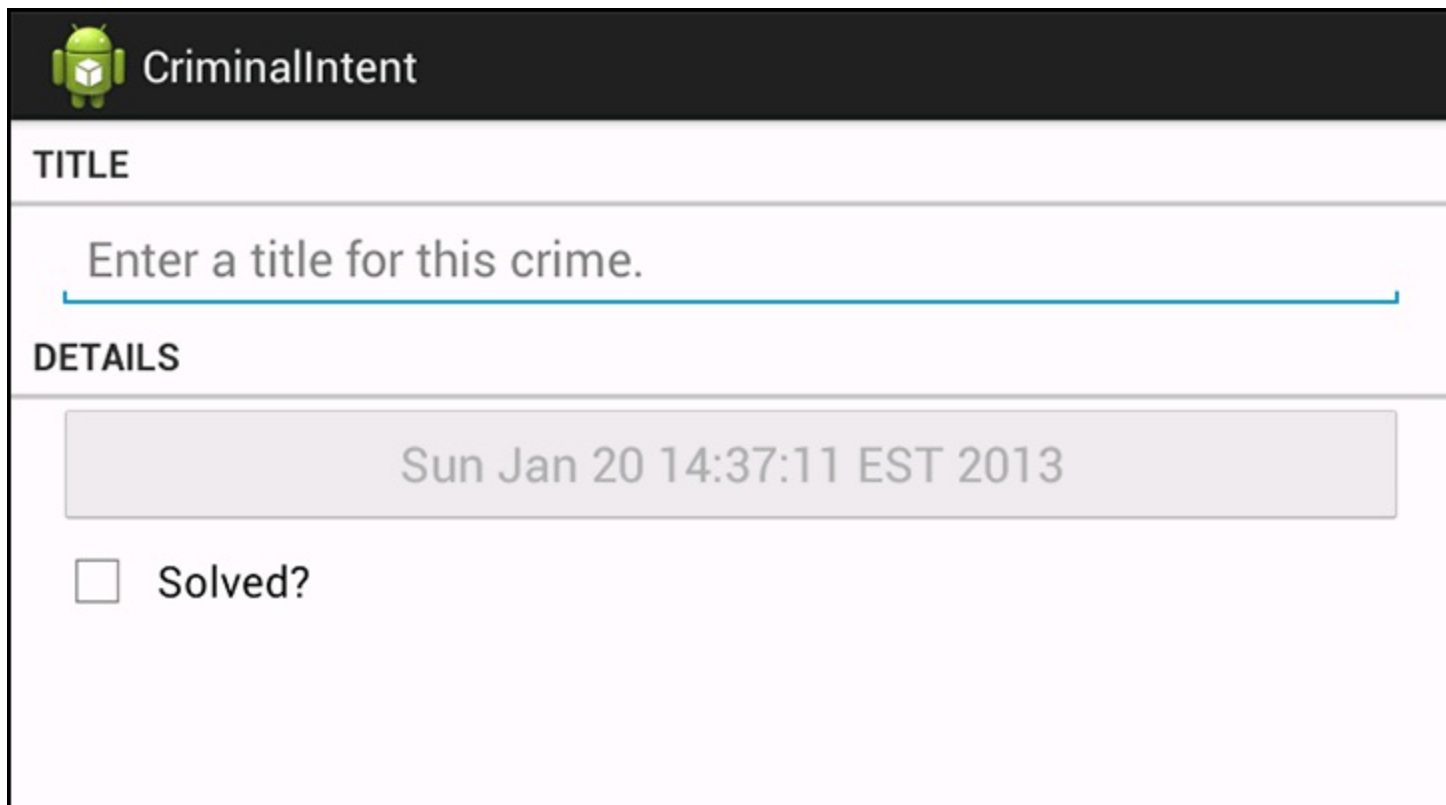 CriminalIntent
TITLE
Enter a title for this crime.
DETAILS
Sun Jan 20 14:37:11 EST 2013
Solved?